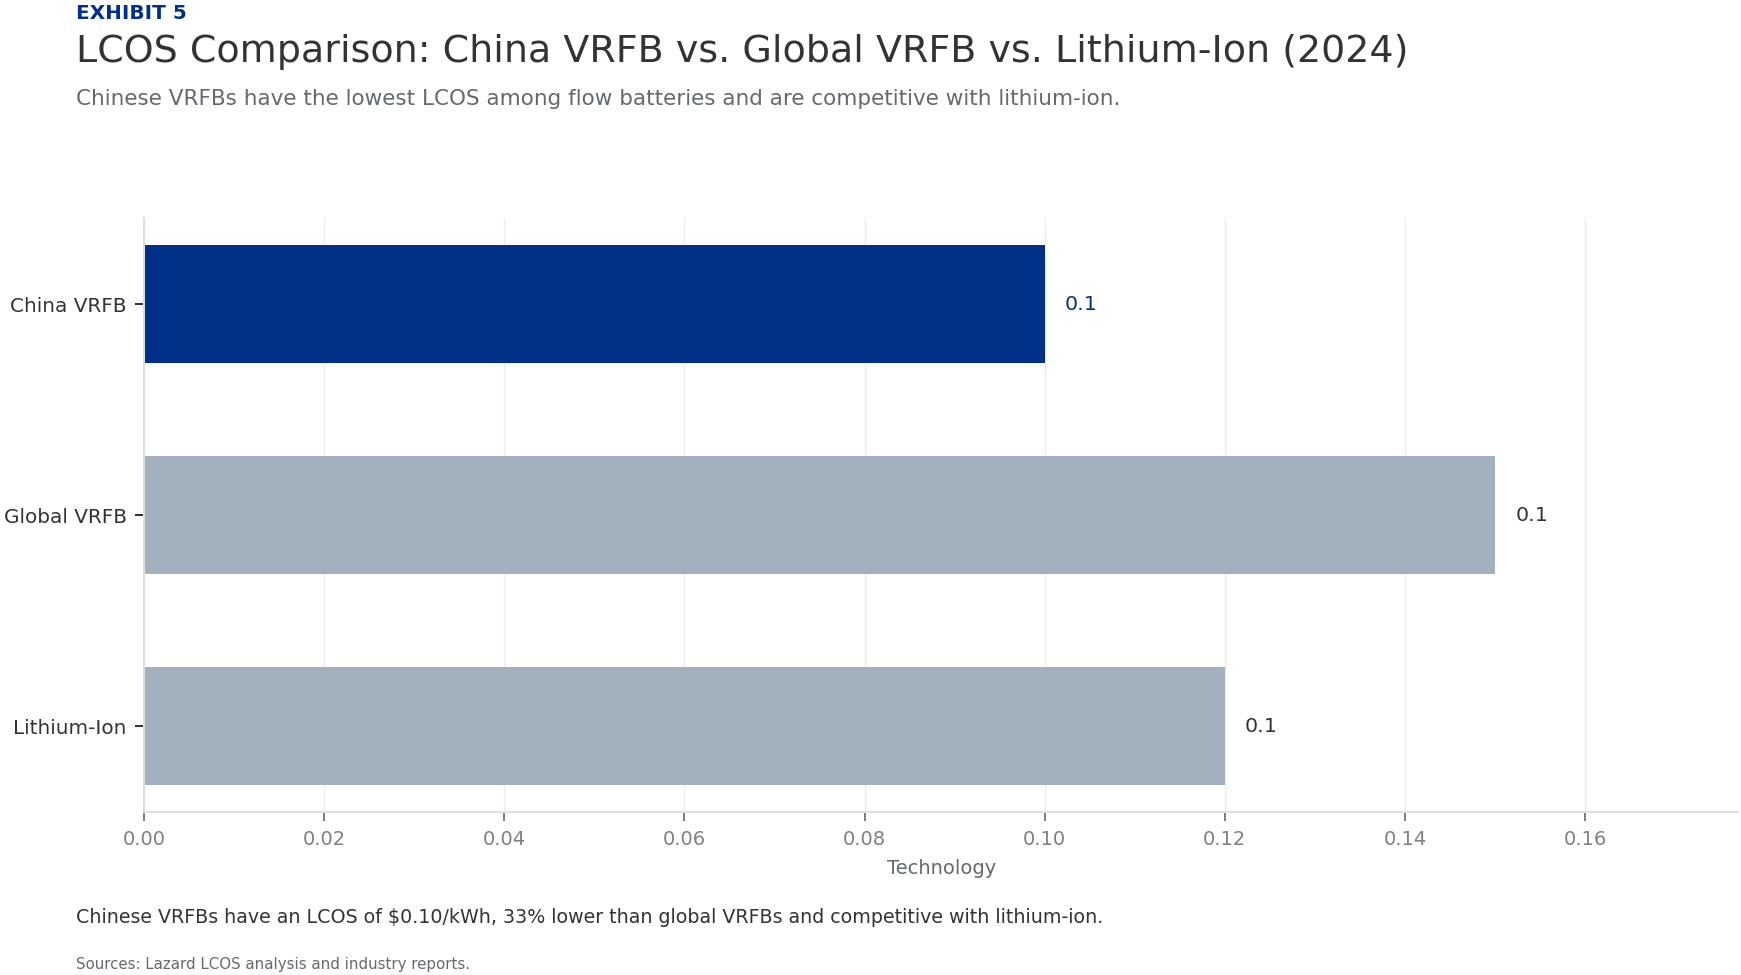 EXHIBIT 5
LCOS Comparison: China VRFB vs. Global VRFB vs. Lithium-Ion (2024)
Chinese VRFBs have the lowest LCOS among flow batteries and are competitive with lithium-ion.
China VRFB
0.1
Global VRFB
0.1
Lithium-Ion
0.1
0.00 0.02 0.04 0.06 0.08 0.10 0.12 0.14 0.16
Technology
Chinese VRFBs have an LCOS of $0.10/kWh, 33% lower than global VRFBs and competitive with lithium-ion.
Sources: Lazard LCOS analysis and industry reports.